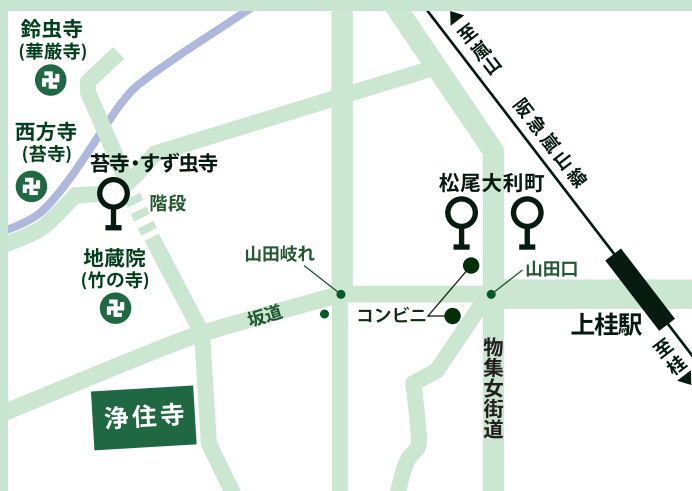 鈴虫寺
(華厳寺)
至嵐山
阪急嵐山線
西方寺
(苔寺)
苔寺・すず虫寺
階段
松尾大利町
地蔵院
(竹の寺)
山田岐れ
山田口
坂道
コンビニ
上桂駅
至桂
物集女街道
浄住寺